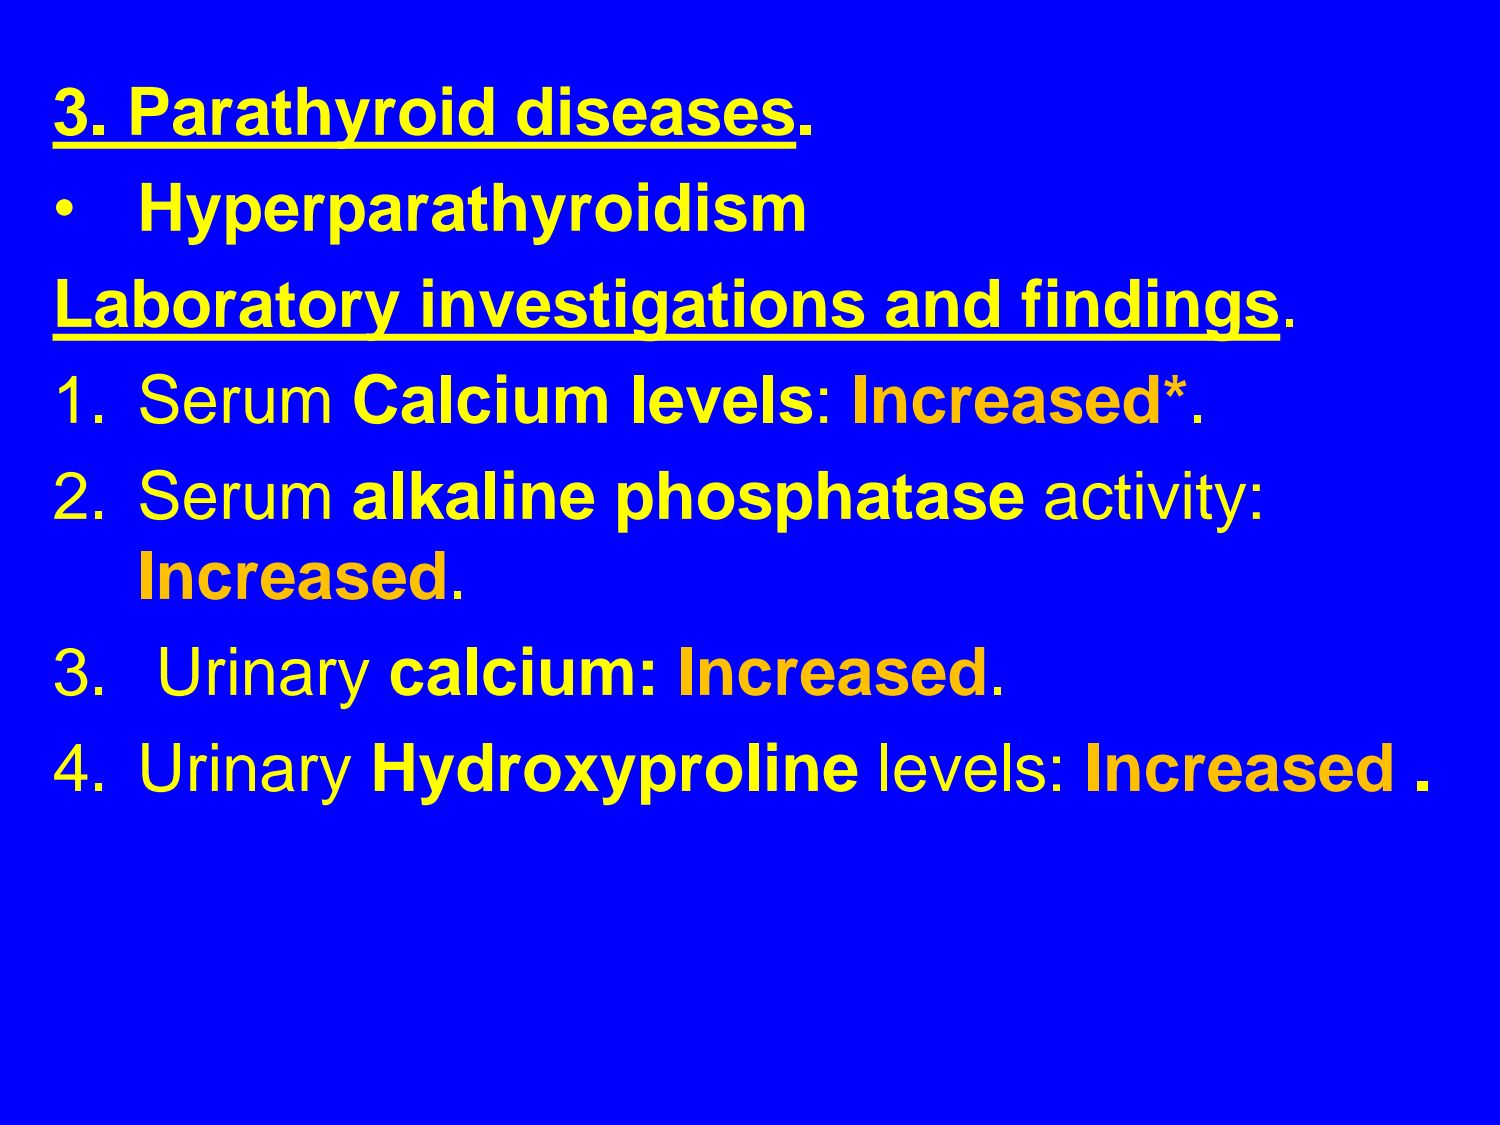 3. Parathyroid diseases.
• Hyperparathyroidism
Laboratory investigations and findings.
1. Serum Calcium levels: Increased*.
2. Serum alkaline phosphatase activity:
Increased.
3. Urinary calcium: Increased.
4. Urinary Hydroxyproline levels: Increased .